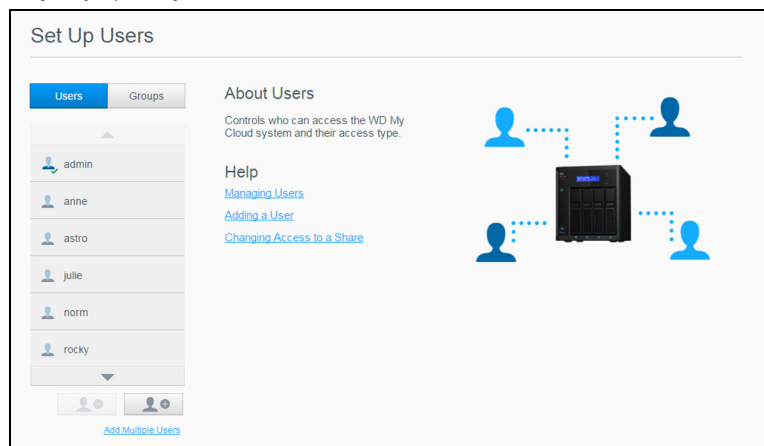 Set Up Users
Users
Groups
admin
anne
astro
julie
norm
rocky
Add Multiple Users
About Users
Controls who can access the WD My
Cloud system and their access type.
Help
Managing Users
Adding a User
Changing Access to a Share